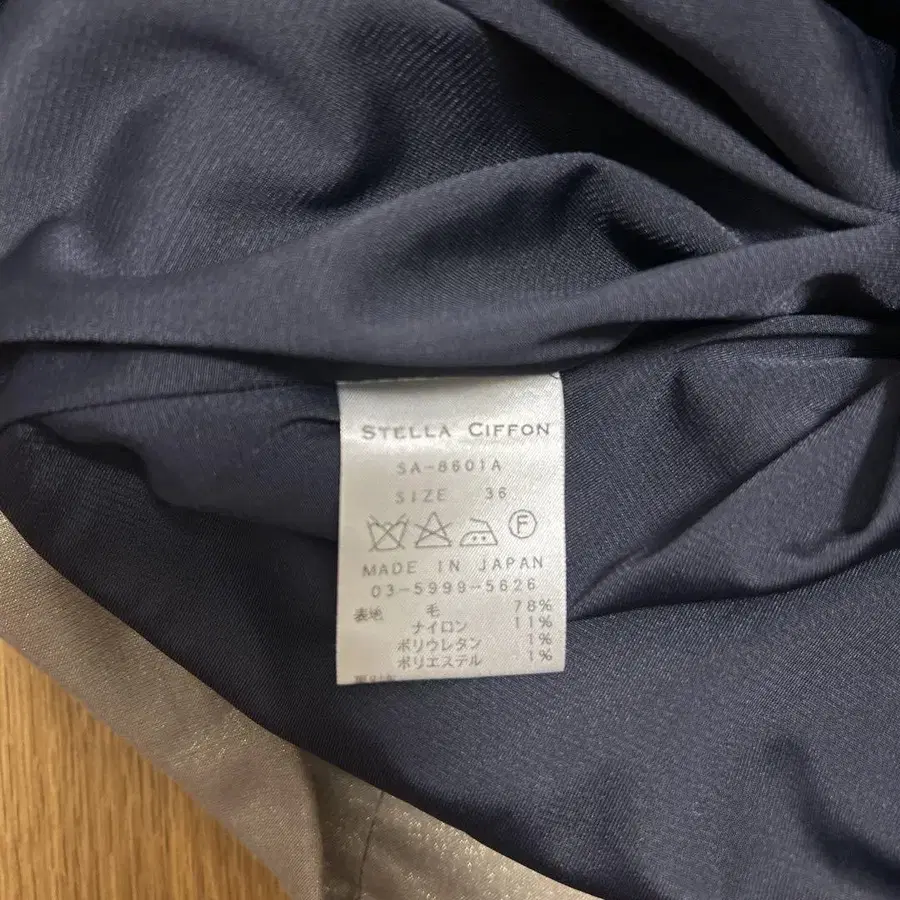 STELLA CIFFON
SA-8601A
SIZE 36
F
MADE IN JAPAN
03-5999-5626
表地 毛 78%
ナイロン 11%
ポリウレタン 1%
ポリエステル 1%